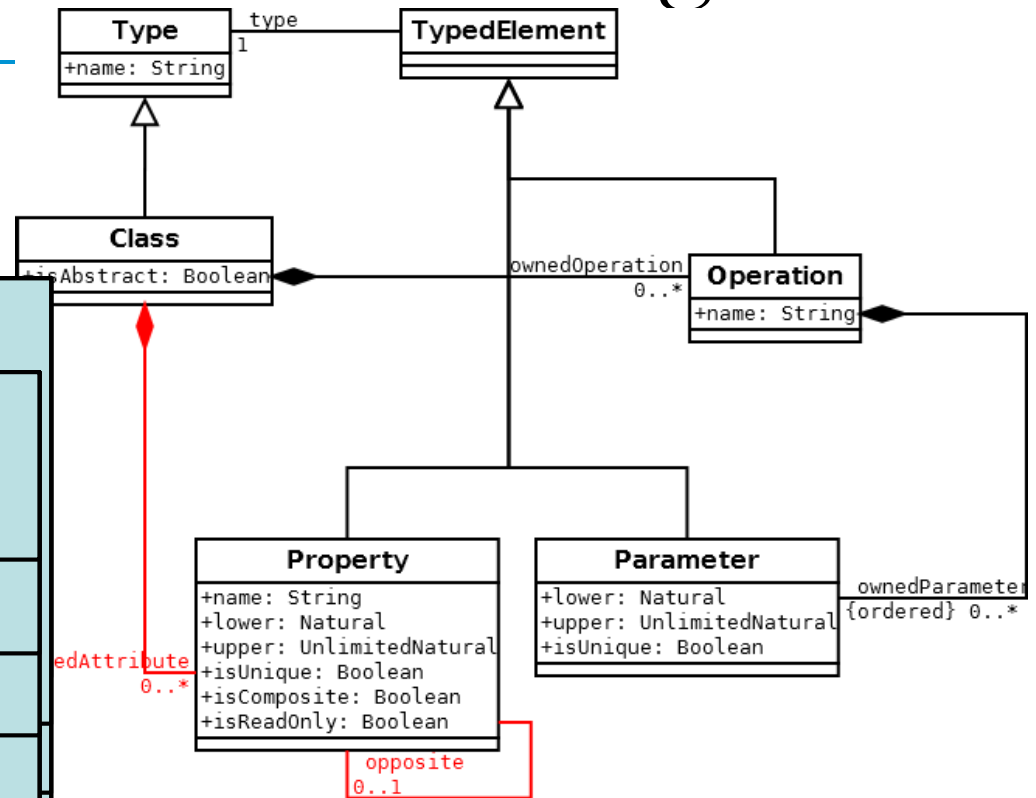 type
Type
TypedElement
1
+name: String
Class
+isAbstract: Boolean
ownedOperation
0..*
Operation
+name: String
Property
+name: String
+lower: Natural
+upper: UnlimitedNatural
+isUnique: Boolean
+isComposite: Boolean
+isReadOnly: Boolean
Parameter
+lower: Natural
+upper: UnlimitedNatural
+isUnique: Boolean
ownedParameter
{ordered} 0..*
edAttribute
0..*
opposite
0..1